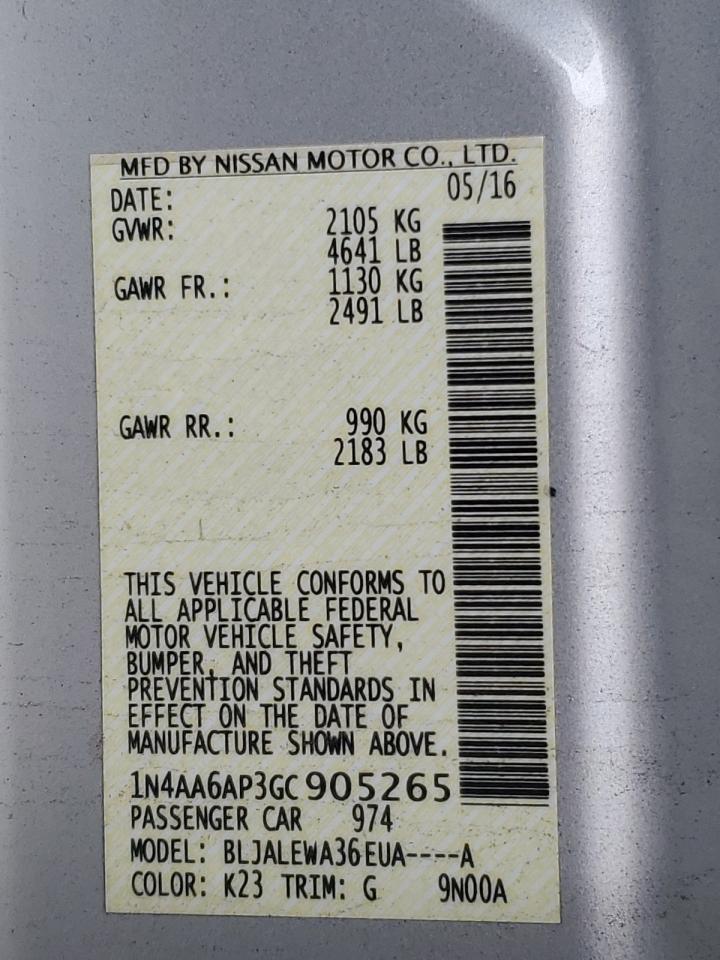 MFD BY NISSAN MOTOR CO., LTD.
DATE: 05/16
GVWR: 2105 KG
4641 LB
GAWR FR.: 1130 KG
2491 LB
GAWR RR.: 990 KG
2183 LB
THIS VEHICLE CONFORMS TO
ALL APPLICABLE FEDERAL
MOTOR VEHICLE SAFETY,
BUMPER, AND THEFT
PREVENTION STANDARDS IN
EFFECT ON THE DATE OF
MANUFACTURE SHOWN ABOVE.
1N4AA6AP3GC905265
PASSENGER CAR 974
MODEL: BLJALEWA36EUA----A
COLOR: K23 TRIM: G 9N00A